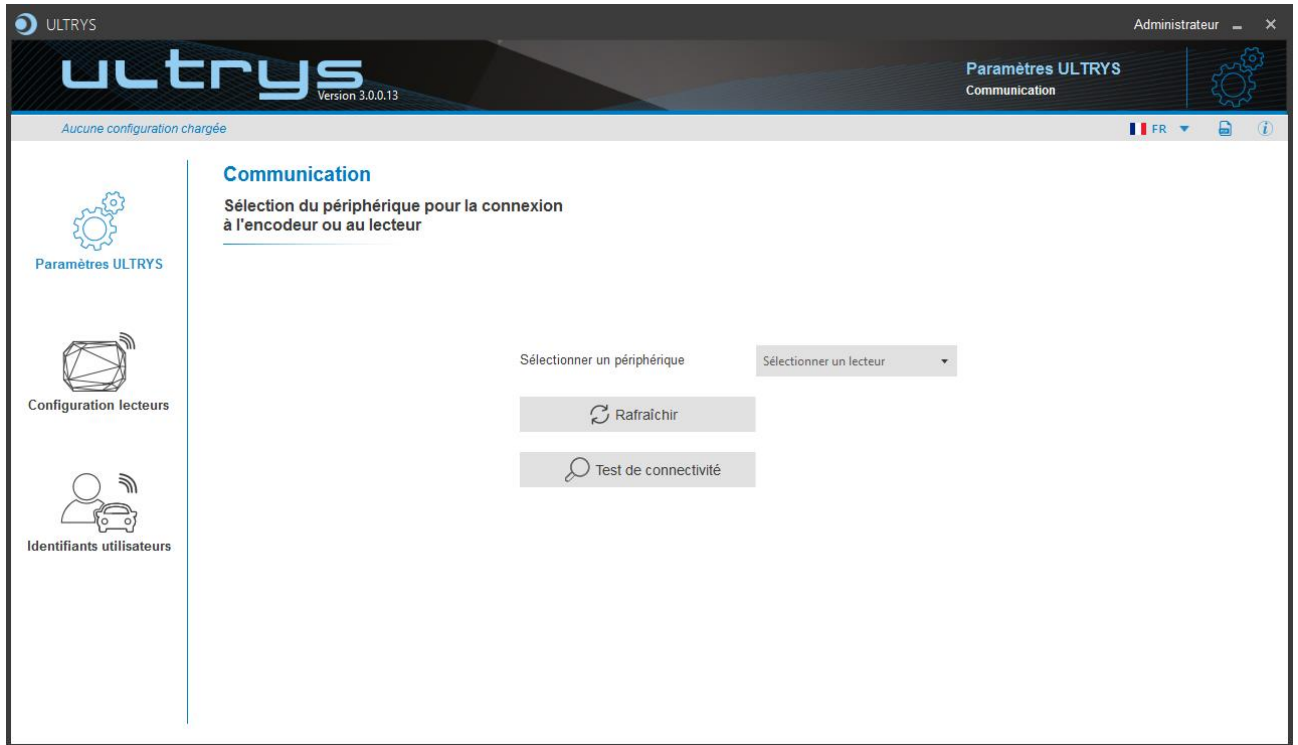 ULTRYS
Administrateur
ultrys
Version 3.0.0.13
Paramètres ULTRYS
Communication
Aucune configuration chargée
FR
Communication
Sélection du périphérique pour la connexion
à l'encodeur ou au lecteur
Paramètres ULTRYS
Configuration lecteurs
Identifiants utilisateurs
Sélectionner un périphérique
Sélectionner un lecteur
Rafraîchir
Test de connectivité